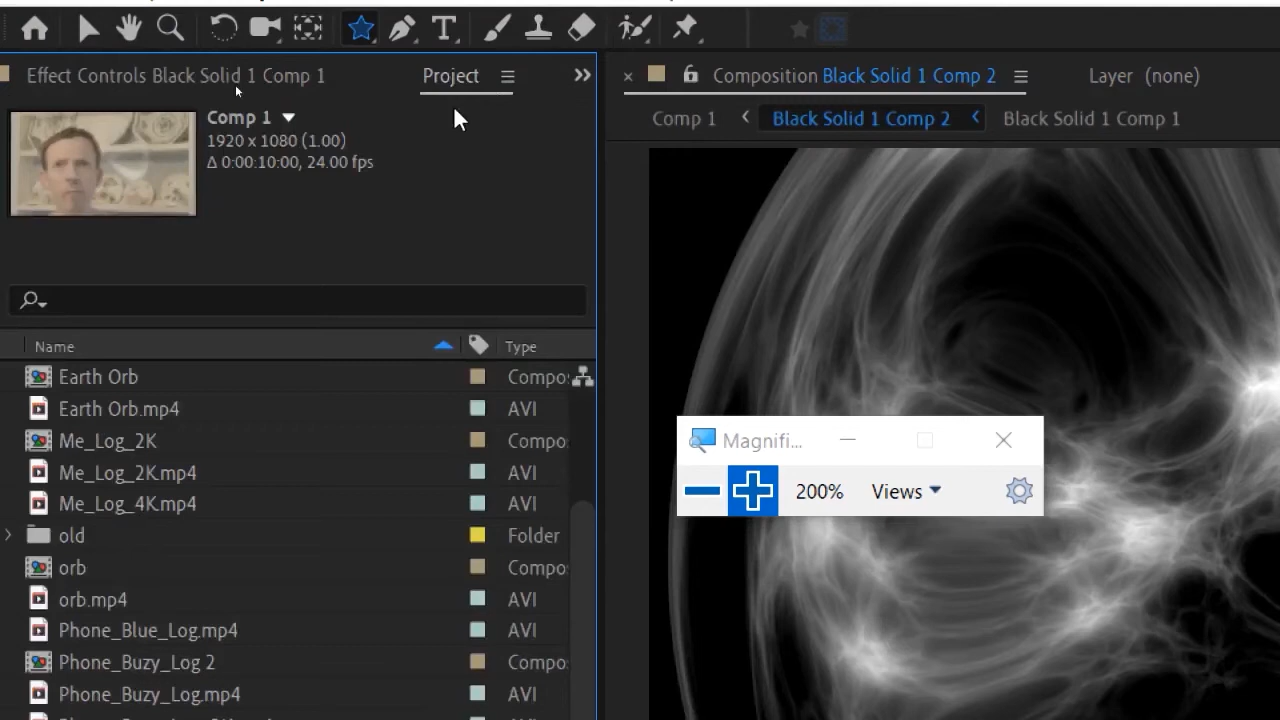 Effect Controls Black Solid 1 Comp 1
Project
Composition Black Solid 1 Comp 2
Layer (none)
Comp 1
1920 x 1080 (1.00)
Δ 0:00:10:00, 24.00 fps
Comp 1
Black Solid 1 Comp 2
Black Solid 1 Comp 1
Name
Type
Earth Orb
Compo
Earth Orb.mp4
AVI
Me_Log_2K
Compo
Me_Log_2K.mp4
AVI
Me_Log_4K.mp4
AVI
old
Folder
orb
Compo
orb.mp4
AVI
Phone_Blue_Log.mp4
AVI
Phone_Buzy_Log 2
Compo
Phone_Buzy_Log.mp4
AVI
Magnifi...
200%
Views